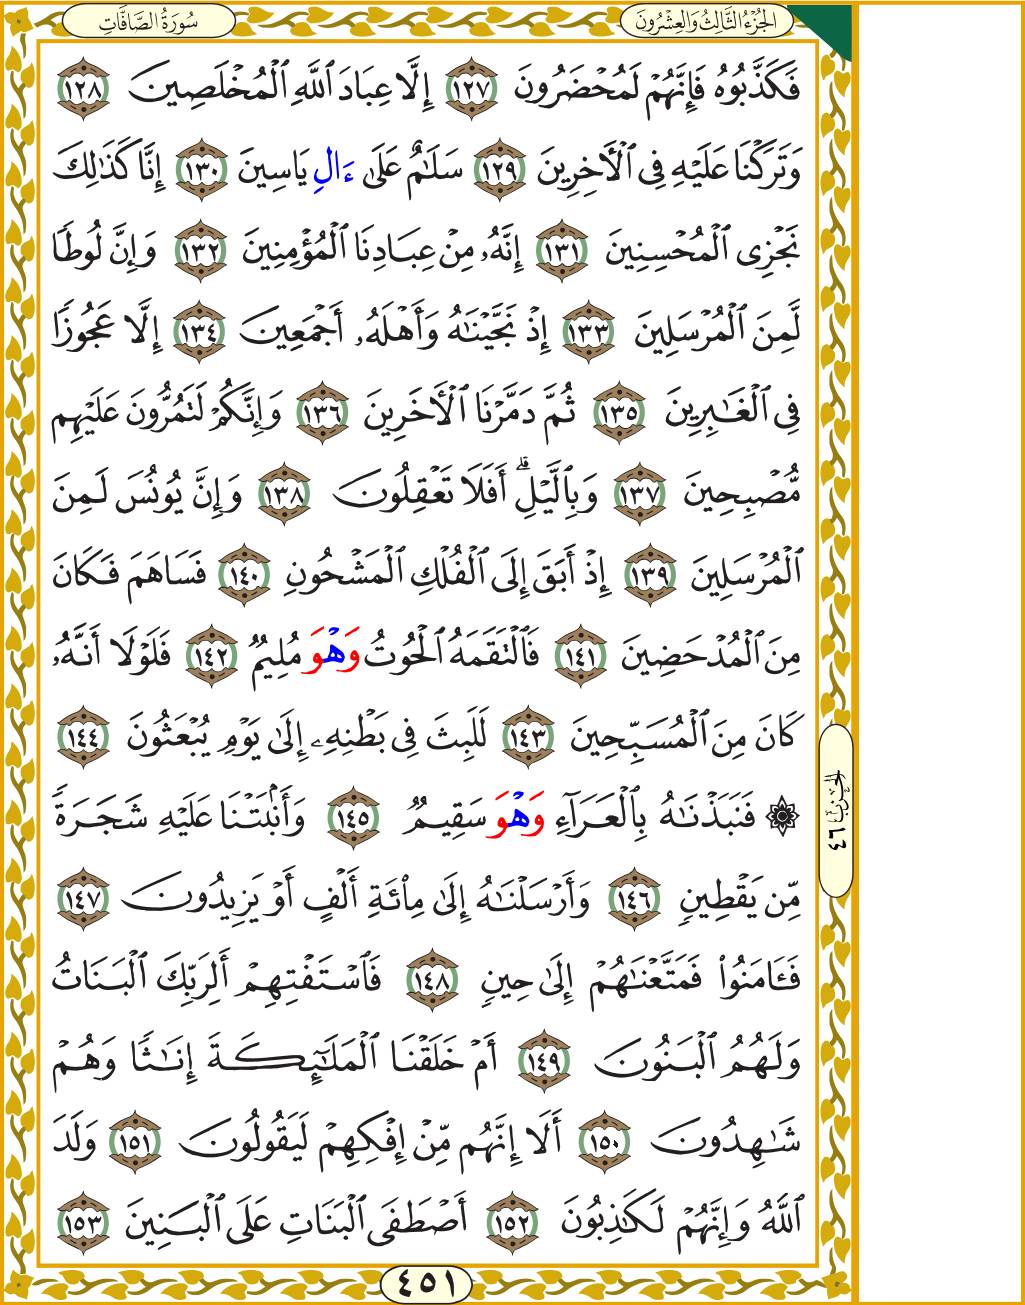 سُورَةُ الصَّافَّاتِ
الجُزْءُ الثَّالِثُ وَالعِشْرُونَ
فَكَذَّبُوهُ فَإِنَّهُمْ لَمُحْضَرُونَ ١٢٧ إِلَّا عِبَادَ ٱللَّهِ ٱلْمُخْلَصِينَ ١٢٨
وَتَرَكْنَا عَلَيْهِ فِى ٱلْأَخِرِينَ ١٢٩ سَلَٰمٌ عَلَىٰ ءَالِ يَاسِينَ ١٣٠ إِنَّا كَذَٰلِكَ
نَجْزِى ٱلْمُحْسِنِينَ ١٣١ إِنَّهُۥ مِنْ عِبَادِنَا ٱلْمُؤْمِنِينَ ١٣٢ وَإِنَّ لُوطًا
لَّمِنَ ٱلْمُرْسَلِينَ ١٣٣ إِذْ نَجَّيْنَٰهُ وَأَهْلَهُۥ أَجْمَعِينَ ١٣٤ إِلَّا عَجُوزًا
فِى ٱلْغَٰبِرِينَ ١٣٥ ثُمَّ دَمَّرْنَا ٱلْأَخَرِينَ ١٣٦ وَإِنَّكُمْ لَتَمُرُّونَ عَلَيْهِم
مُّصْبِحِينَ ١٣٧ وَبِٱلَّيْلِۗ أَفَلَا تَعْقِلُونَ ١٣٨ وَإِنَّ يُونُسَ لَمِنَ
ٱلْمُرْسَلِينَ ١٣٩ إِذْ أَبَقَ إِلَى ٱلْفُلْكِ ٱلْمَشْحُونِ ١٤٠ فَسَاهَمَ فَكَانَ
مِنَ ٱلْمُدْحَضِينَ ١٤١ فَٱلْتَقَمَهُ ٱلْحُوتُ وَهْوَ مُلِيمٌ ١٤٢ فَلَوْلَا أَنَّهُۥ
كَانَ مِنَ ٱلْمُسَبِّحِينَ ١٤٣ لَلَبِثَ فِى بَطْنِهِۦ إِلَىٰ يَوْمِ يُبْعَثُونَ ١٤٤
۞ فَنَبَذْنَٰهُ بِٱلْعَرَآءِ وَهْوَ سَقِيمٌ ١٤٥ وَأَنۢبَتْنَا عَلَيْهِ شَجَرَةً
مِّن يَقْطِينٍ ١٤٦ وَأَرْسَلْنَٰهُ إِلَىٰ مِا۟ئَةِ أَلْفٍ أَوْ يَزِيدُونَ ١٤٧
فَـَٔامَنُوا۟ فَمَتَّعْنَٰهُمْ إِلَىٰ حِينٍ ١٤٨ فَٱسْتَفْتِهِمْ أَلِرَبِّكَ ٱلْبَنَاتُ
وَلَهُمُ ٱلْبَنُونَ ١٤٩ أَمْ خَلَقْنَا ٱلْمَلَٰٓئِكَةَ إِنَٰثًا وَهُمْ
شَٰهِدُونَ ١٥٠ أَلَا إِنَّهُم مِّنْ إِفْكِهِمْ لَيَقُولُونَ ١٥١ وَلَدَ
ٱللَّهُ وَإِنَّهُمْ لَكَٰذِبُونَ ١٥٢ أَصْطَفَى ٱلْبَنَاتِ عَلَى ٱلْبَنِينَ ١٥٣
الحزب ٤٦
٤٥١